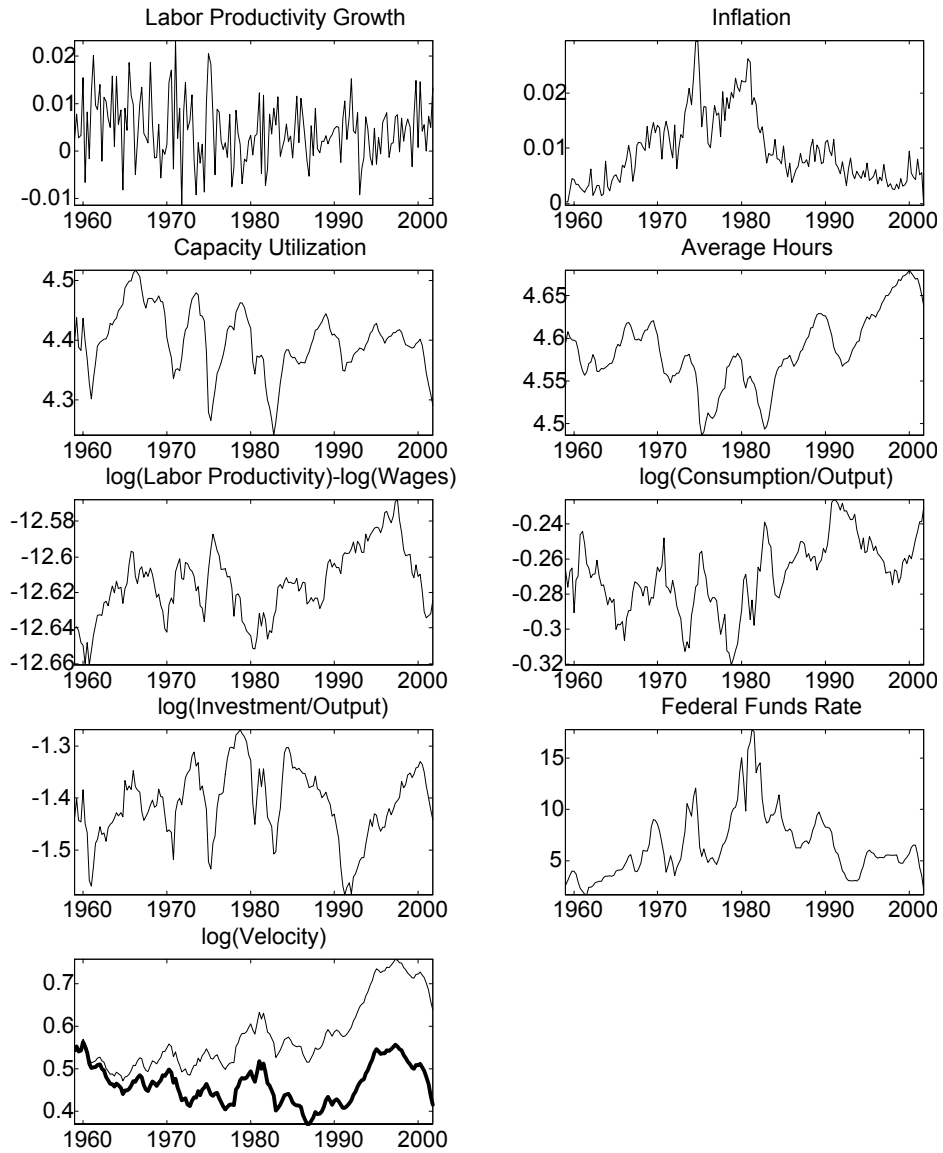 Labor Productivity Growth
0.02
0.01
0
-0.01
1960 1970 1980 1990 2000
Inflation
0.02
0.01
0
1960 1970 1980 1990 2000
Capacity Utilization
4.5
4.4
4.3
1960 1970 1980 1990 2000
Average Hours
4.65
4.6
4.55
4.5
1960 1970 1980 1990 2000
log(Labor Productivity)-log(Wages)
-12.58
-12.6
-12.62
-12.64
-12.66
1960 1970 1980 1990 2000
log(Consumption/Output)
-0.24
-0.26
-0.28
-0.3
-0.32
1960 1970 1980 1990 2000
log(Investment/Output)
-1.3
-1.4
-1.5
1960 1970 1980 1990 2000
Federal Funds Rate
15
10
5
1960 1970 1980 1990 2000
log(Velocity)
0.7
0.6
0.5
0.4
1960 1970 1980 1990 2000